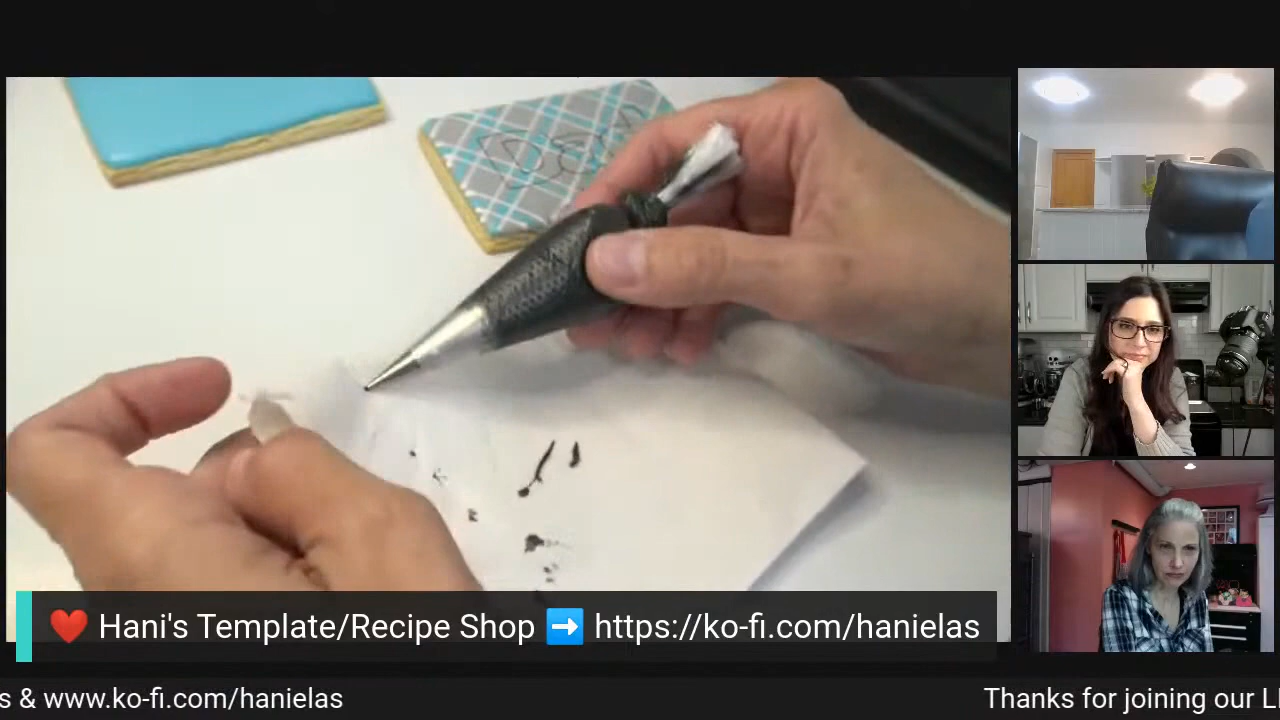 ❤️ Hani's Template/Recipe Shop ➡️ https://ko-fi.com/hanielas
s & www.ko-fi.com/hanielas
Thanks for joining our L